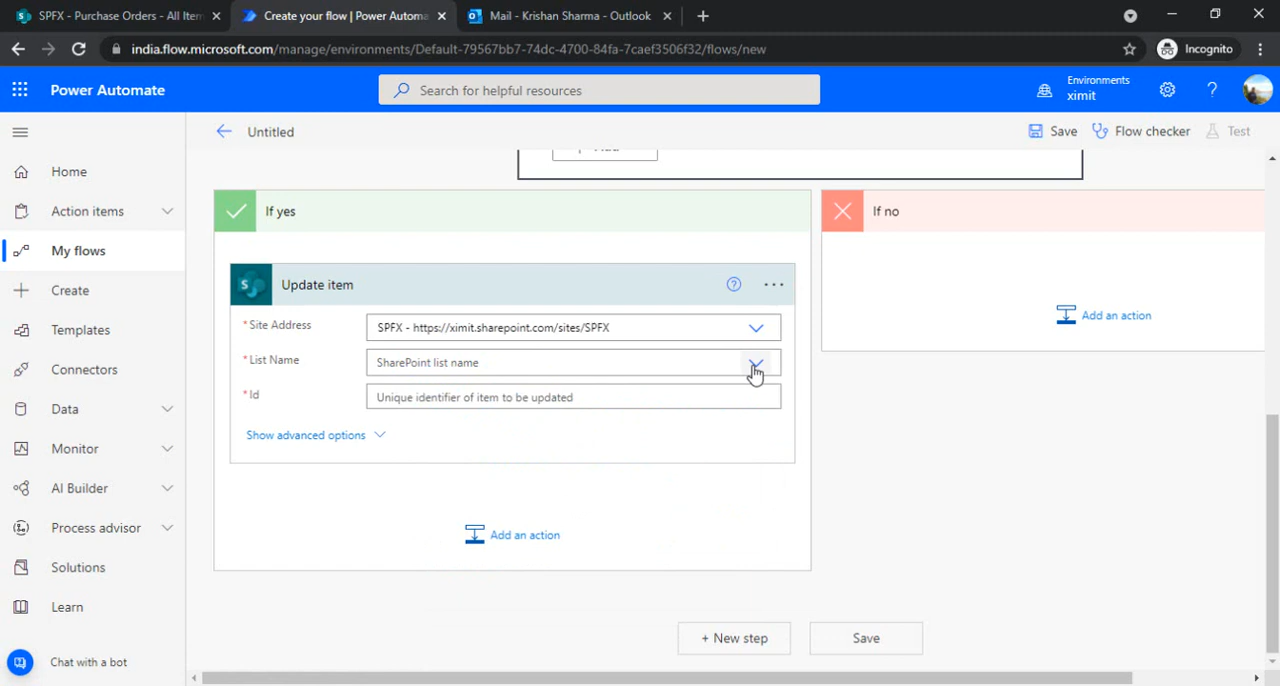 SPFX - Purchase Orders - All Item
Create your flow | Power Automa
Mail - Krishan Sharma - Outlook
india.flow.microsoft.com/manage/environments/Default-79567bb7-74dc-4700-84fa-7caef3506f32/flows/new
Incognito
Power Automate
Search for helpful resources
Environments
ximit
Untitled
Save
Flow checker
Test
Home
Action items
My flows
Create
Templates
Connectors
Data
Monitor
AI Builder
Process advisor
Solutions
Learn
Chat with a bot
If yes
If no
Update item
* Site Address
SPFX - https://ximit.sharepoint.com/sites/SPFX
* List Name
SharePoint list name
* Id
Unique identifier of item to be updated
Show advanced options
Add an action
Add an action
+ New step
Save